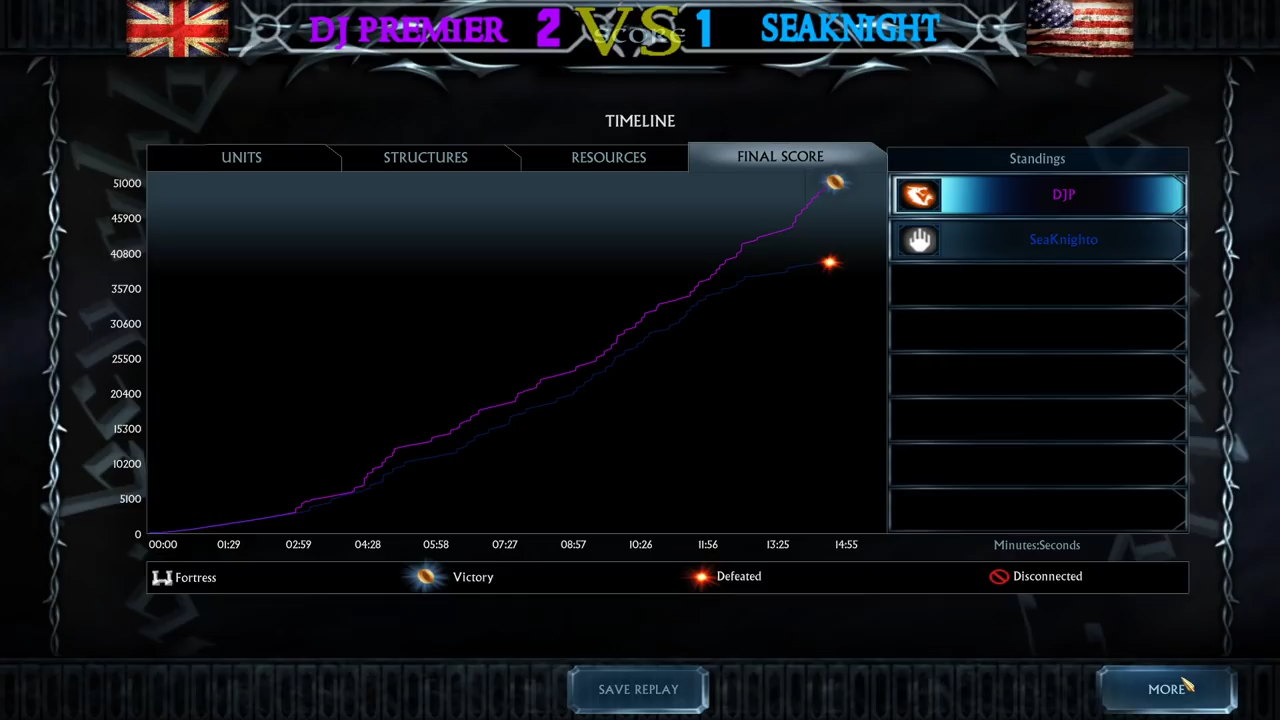 DJ PREMIER 2 VS 1 SEAKNIGHT
SCORE
TIMELINE
UNITS STRUCTURES RESOURCES FINAL SCORE Standings
51000
45900
40800
35700
30600
25500
20400
15300
10200
5100
0
DJP
SeaKnighto
00:00 01:29 02:59 04:28 05:58 07:27 08:57 10:26 11:56 13:25 14:55 Minutes:Seconds
Fortress Victory Defeated Disconnected
SAVE REPLAY MORE